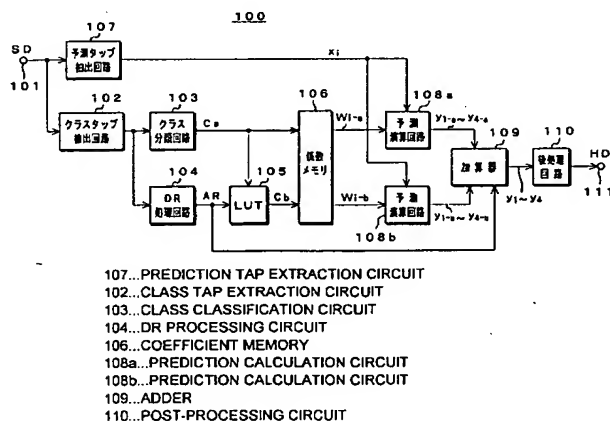 100
107
SD
101
予測タップ
抽出回路
xi
102
クラスタップ
抽出回路
103
クラス
分類回路
Ca
104
DR
処理回路
AR
105
LUT
Cb
106
係数
メモリ
Wi-a
Wi-b
108a
予測
演算回路
y1-a～y4-a
予測
演算回路
108b
y1-b～y4-b
109
加算器
y1～y4
110
後処理
回路
HD
111
107...PREDICTION TAP EXTRACTION CIRCUIT
102...CLASS TAP EXTRACTION CIRCUIT
103...CLASS CLASSIFICATION CIRCUIT
104...DR PROCESSING CIRCUIT
106...COEFFICIENT MEMORY
108a...PREDICTION CALCULATION CIRCUIT
108b...PREDICTION CALCULATION CIRCUIT
109...ADDER
110...POST-PROCESSING CIRCUIT